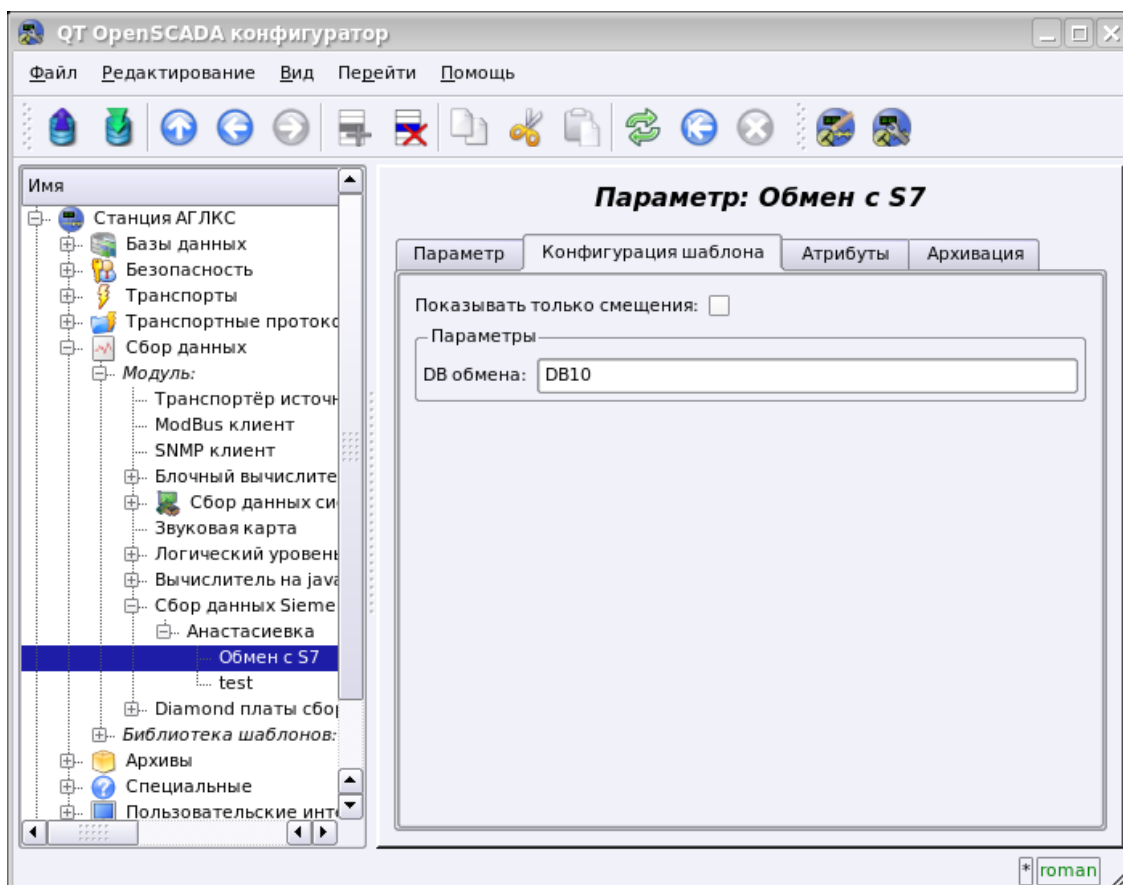 QT OpenSCADA конфигуратор
Файл Редактирование Вид Перейти Помощь
Имя
Станция АГЛКС
Базы данных
Безопасность
Транспорты
Транспортные протоко
Сбор данных
Модуль:
Транспортёр источн
ModBus клиент
SNMP клиент
Блочный вычислите
Сбор данных си
Звуковая карта
Логический уровень
Вычислитель на java
Сбор данных Sieme
Анастасиевка
Обмен с S7
test
Diamond платы сбор
Библиотека шаблонов:
Архивы
Специальные
Пользовательские инт
Параметр: Обмен с S7
Параметр Конфигурация шаблона Атрибуты Архивация
Показывать только смещения:
Параметры
DB обмена: DB10
* roman